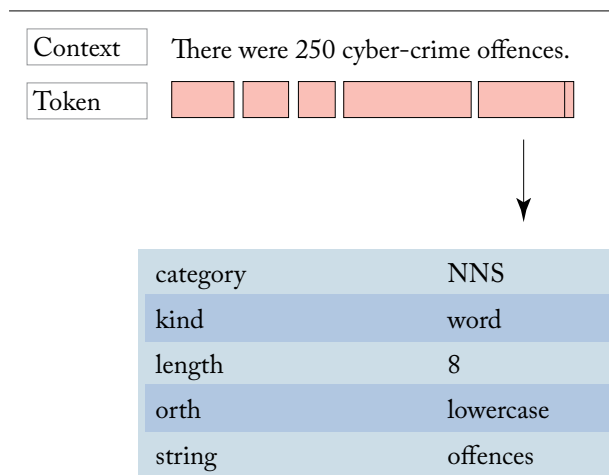 Context There were 250 cyber-crime offences.
Token
category NNS
kind word
length 8
orth lowercase
string offences